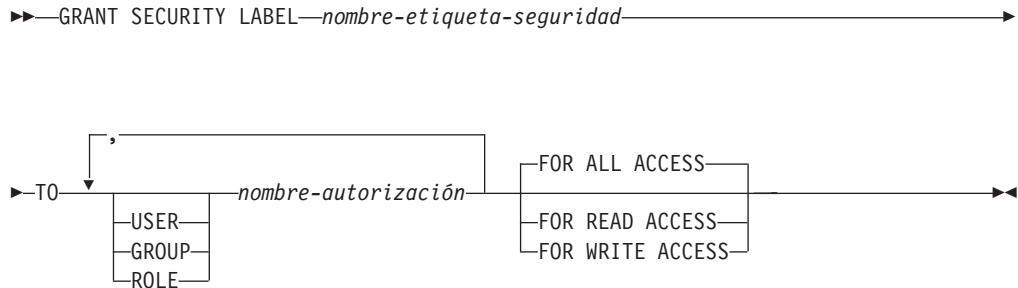 GRANT SECURITY LABEL nombre-etiqueta-seguridad
,
FOR ALL ACCESS
TO nombre-autorización
USER FOR READ ACCESS
GROUP FOR WRITE ACCESS
ROLE